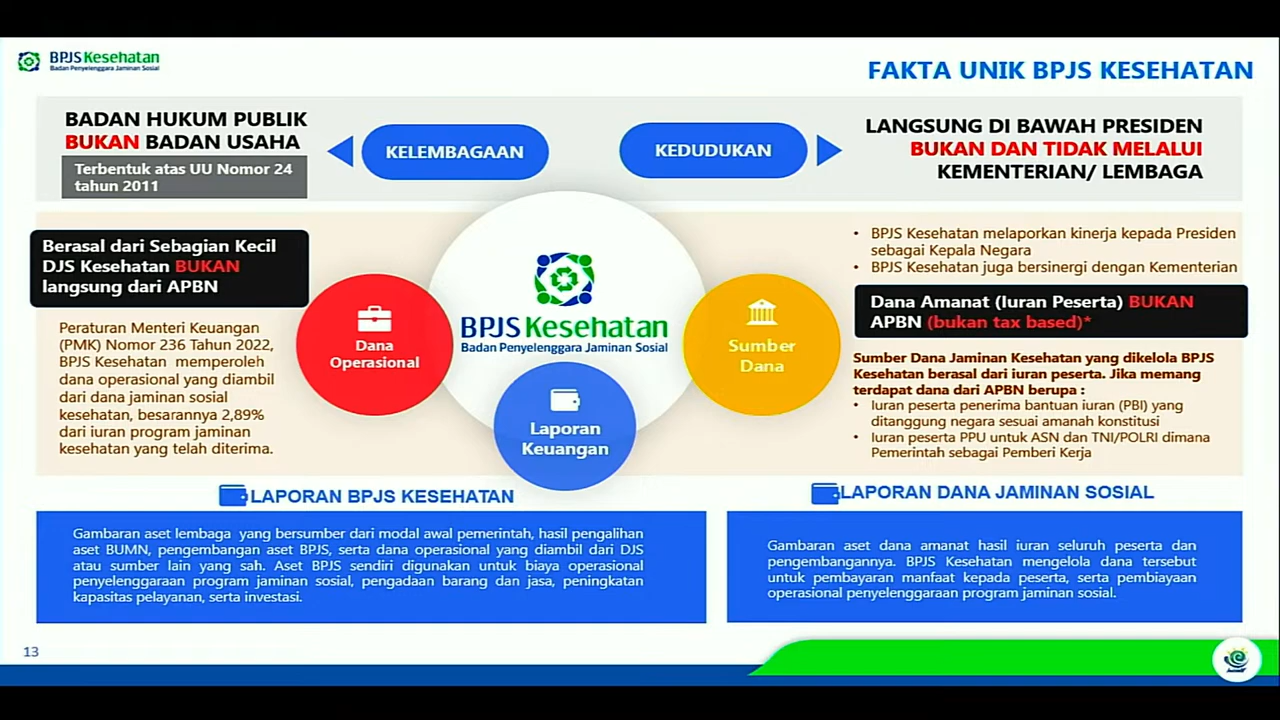 BPJS Kesehatan
Badan Penyelenggara Jaminan Sosial
FAKTA UNIK BPJS KESEHATAN
BADAN HUKUM PUBLIK
BUKAN BADAN USAHA
Terbentuk atas UU Nomor 24
tahun 2011
KELEMBAGAAN
KEDUDUKAN
LANGSUNG DI BAWAH PRESIDEN
BUKAN DAN TIDAK MELALUI
KEMENTERIAN/ LEMBAGA
Berasal dari Sebagian Kecil
DJS Kesehatan BUKAN
langsung dari APBN
Peraturan Menteri Keuangan
(PMK) Nomor 236 Tahun 2022,
BPJS Kesehatan memperoleh
dana operasional yang diambil
dari dana jaminan sosial
kesehatan, besarannya 2,89%
dari iuran program jaminan
kesehatan yang telah diterima.
Dana
Operasional
BPJS Kesehatan
Badan Penyelenggara Jaminan Sosial
Laporan
Keuangan
Sumber
Dana
• BPJS Kesehatan melaporkan kinerja kepada Presiden
sebagai Kepala Negara
• BPJS Kesehatan juga bersinergi dengan Kementerian
Dana Amanat (Iuran Peserta) BUKAN
APBN (bukan tax based)*
Sumber Dana Jaminan Kesehatan yang dikelola BPJS
Kesehatan berasal dari iuran peserta. Jika memang
terdapat dana dari APBN berupa :
• Iuran peserta penerima bantuan iuran (PBI) yang
ditanggung negara sesuai amanah konstitusi
• Iuran peserta PPU untuk ASN dan TNI/POLRI dimana
Pemerintah sebagai Pemberi Kerja
LAPORAN BPJS KESEHATAN
Gambaran aset lembaga yang bersumber dari modal awal pemerintah, hasil pengalihan
aset BUMN, pengembangan aset BPJS, serta dana operasional yang diambil dari DJS
atau sumber lain yang sah. Aset BPJS sendiri digunakan untuk biaya operasional
penyelenggaraan program jaminan sosial, pengadaan barang dan jasa, peningkatan
kapasitas pelayanan, serta investasi.
LAPORAN DANA JAMINAN SOSIAL
Gambaran aset dana amanat hasil iuran seluruh peserta dan
pengembangannya. BPJS Kesehatan mengelola dana tersebut
untuk pembayaran manfaat kepada peserta, serta pembiayaan
operasional penyelenggaraan program jaminan sosial.
13